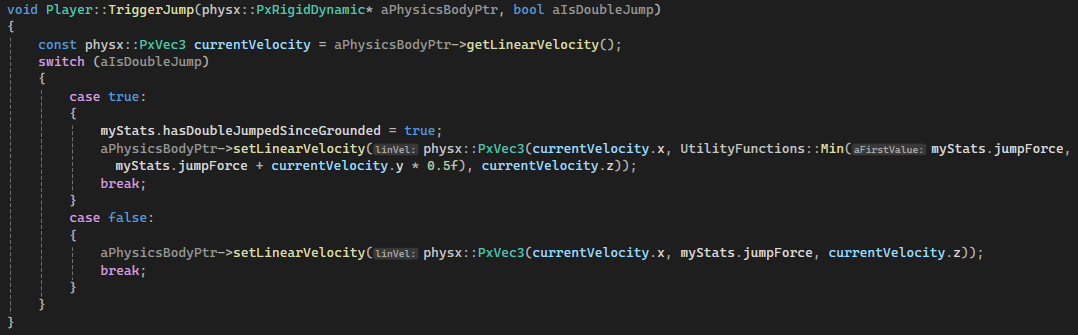 void Player::TriggerJump(physx::PxRigidDynamic* aPhysicsBodyPtr, bool aIsDoubleJump)
{
    const physx::PxVec3 currentVelocity = aPhysicsBodyPtr->getLinearVelocity();
    switch (aIsDoubleJump)
    {
        case true:
        {
            myStats.hasDoubleJumpedSinceGrounded = true;
            aPhysicsBodyPtr->setLinearVelocity(linVel: physx::PxVec3(currentVelocity.x, UtilityFunctions::Min(aFirstValue: myStats.jumpForce,
              myStats.jumpForce + currentVelocity.y * 0.5f), currentVelocity.z));
            break;
        }
        case false:
        {
            aPhysicsBodyPtr->setLinearVelocity(linVel: physx::PxVec3(currentVelocity.x, myStats.jumpForce, currentVelocity.z));
            break;
        }
    }
}